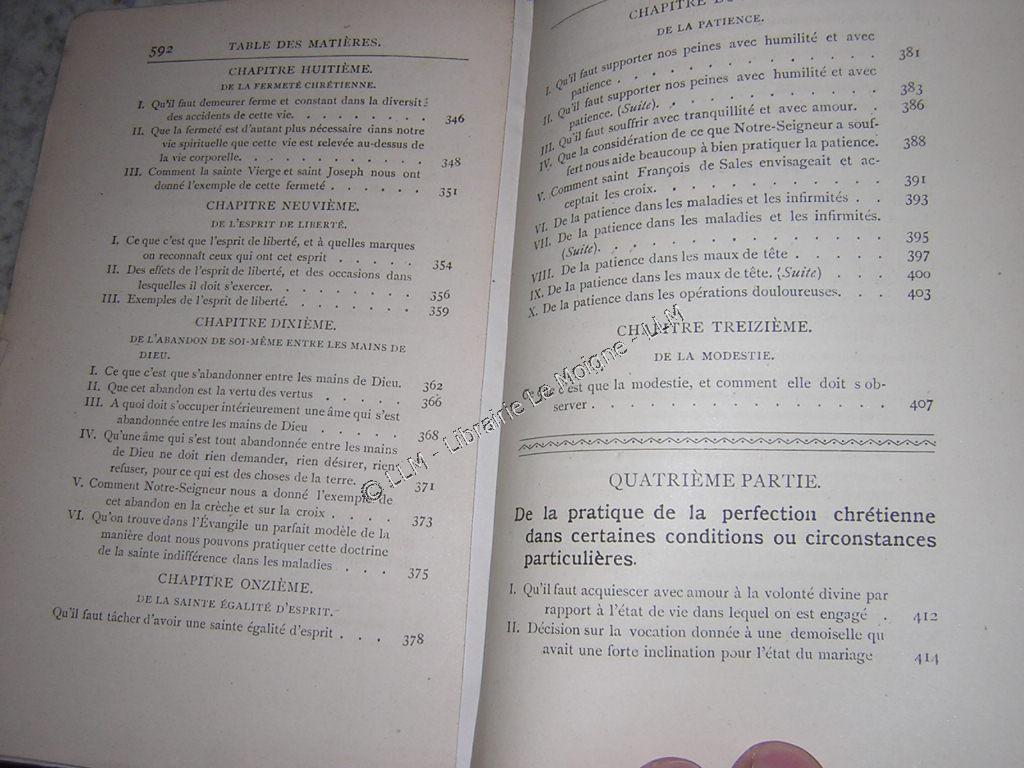 592 TABLE DES MATIÈRES.
CHAPITRE HUITIÈME.
DE LA FERMETÉ CHRÉTIENNE.
I. Qu'il faut demeurer ferme et constant dans la diversit
des accidents de cette vie. . . . . . . . . 346
II. Que la fermeté est d'autant plus nécessaire dans notre
vie spirituelle que cette vie est relevée au-dessus de
la vie corporelle. . . . . . . . . . . . 348
III. Comment la sainte Vierge et saint Joseph nous ont
donné l'exemple de cette fermeté . . . . . . 351
CHAPITRE NEUVIÈME.
DE L'ESPRIT DE LIBERTÉ.
I. Ce que c'est que l'esprit de liberté, et à quelles marques
on reconnaît ceux qui ont cet esprit . . . . . 354
II. Des effets de l'esprit de liberté, et des occasions dans
lesquelles il doit s'exercer. . . . . . . . . 356
III. Exemples de l'esprit de liberté. . . . . . . . 359
CHAPITRE DIXIÈME.
DE L'ABANDON DE SOI-MÊME ENTRE LES MAINS DE
DIEU.
I. Ce que c'est que s'abandonner entre les mains de Dieu. 362
II. Que cet abandon est la vertu des vertus . . . . . 366
III. A quoi doit s'occuper intérieurement une âme qui s'est
abandonnée entre les mains de Dieu . . . . . 368
IV. Qu'une âme qui s'est tout abandonnée entre les mains
de Dieu ne doit rien demander, rien désirer, rien
refuser, pour ce qui est des choses de la terre. . . 371
V. Comment Notre-Seigneur nous a donné l'exemple de
cet abandon en la crèche et sur la croix . . . . 373
VI. Qu'on trouve dans l'Évangile un parfait modèle de la
manière dont nous pouvons pratiquer cette doctrine
de la sainte indifférence dans les maladies . . . 375
CHAPITRE ONZIÈME.
DE LA SAINTE ÉGALITÉ D'ESPRIT.
Qu'il faut tâcher d'avoir une sainte égalité d'esprit . . . 378
CHAPITRE
DE LA PATIENCE.
I. Qu'il faut supporter nos peines avec humilité et avec
patience . . . . . . . . . . . . 381
II. Qu'il faut supporter nos peines avec humilité et avec
patience. (Suite). . . . . . . . . . 383
III. Qu'il faut souffrir avec tranquillité et avec amour. . 386
IV. Que la considération de ce que Notre-Seigneur a souf-
fert nous aide beaucoup à bien pratiquer la patience. 388
V. Comment saint François de Sales envisageait et ac-
ceptait les croix. . . . . . . . . . . 391
VI. De la patience dans les maladies et les infirmités . . 393
VII. De la patience dans les maladies et les infirmités.
(Suite). . . . . . . . . . . . . 395
VIII. De la patience dans les maux de tête . . . . . 397
IX. De la patience dans les maux de tête. (Suite) . . . 400
X. De la patience dans les opérations douloureuses. . . 403
CHAPITRE TREIZIÈME.
DE LA MODESTIE.
c'est que la modestie, et comment elle doit s ob-
server . . . . . . . . . . . . . 407
QUATRIÈME PARTIE.
De la pratique de la perfection chrétienne
dans certaines conditions ou circonstances
particulières.
I. Qu'il faut acquiescer avec amour à la volonté divine par
rapport à l'état de vie dans lequel on est engagé . 412
II. Décision sur la vocation donnée à une demoiselle qu
avait une forte inclination pour l'état du mariage 414
© LLM - Librairie Le Moigne - LLM